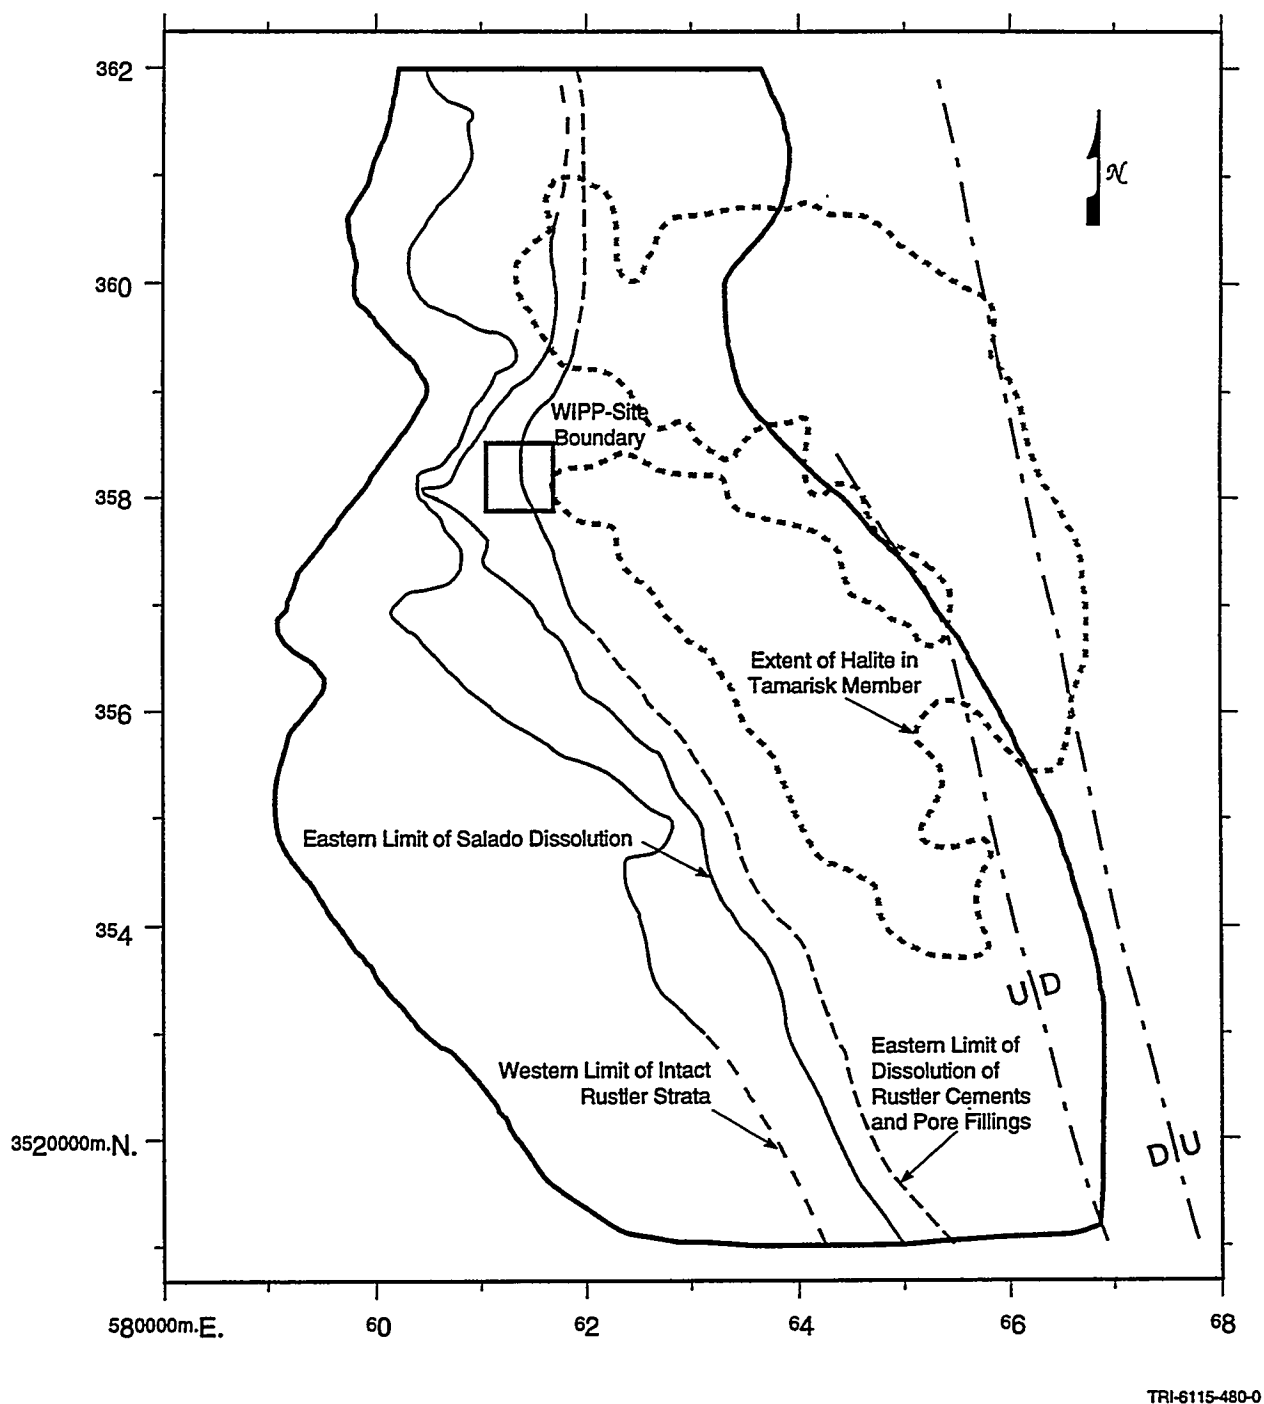 362
N
360
WIPP-Site
Boundary
358
Extent of Halite in
Tamarisk Member
356
Eastern Limit of Salado Dissolution
354
U D
Western Limit of Intact
Rustler Strata
Eastern Limit of
Dissolution of
Rustler Cements
and Pore Fillings
3520000m.N.
D U
580000m.E.
60
62
64
66
68
TRI-6115-480-0